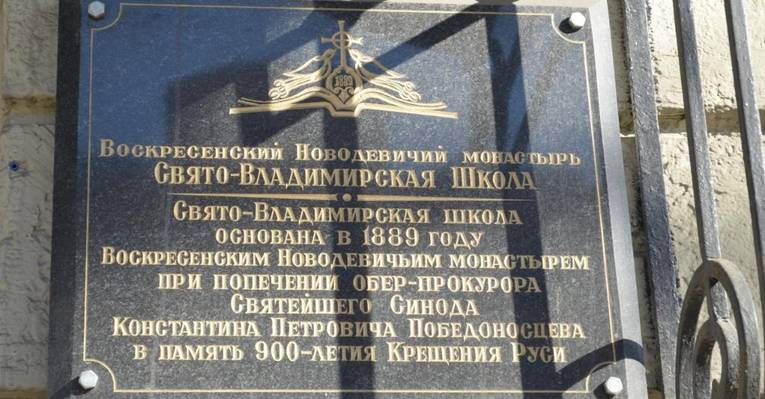 Воскресенский Новодевичий монастырь
Свято-Владимирская Школа
Свято-Владимирская школа
основана в 1889 году
Воскресенским Новодевичьим монастырем
при попечении обер-прокурора
Святейшего Синода
Константина Петровича Победоносцева
в память 900-летия Крещения Руси